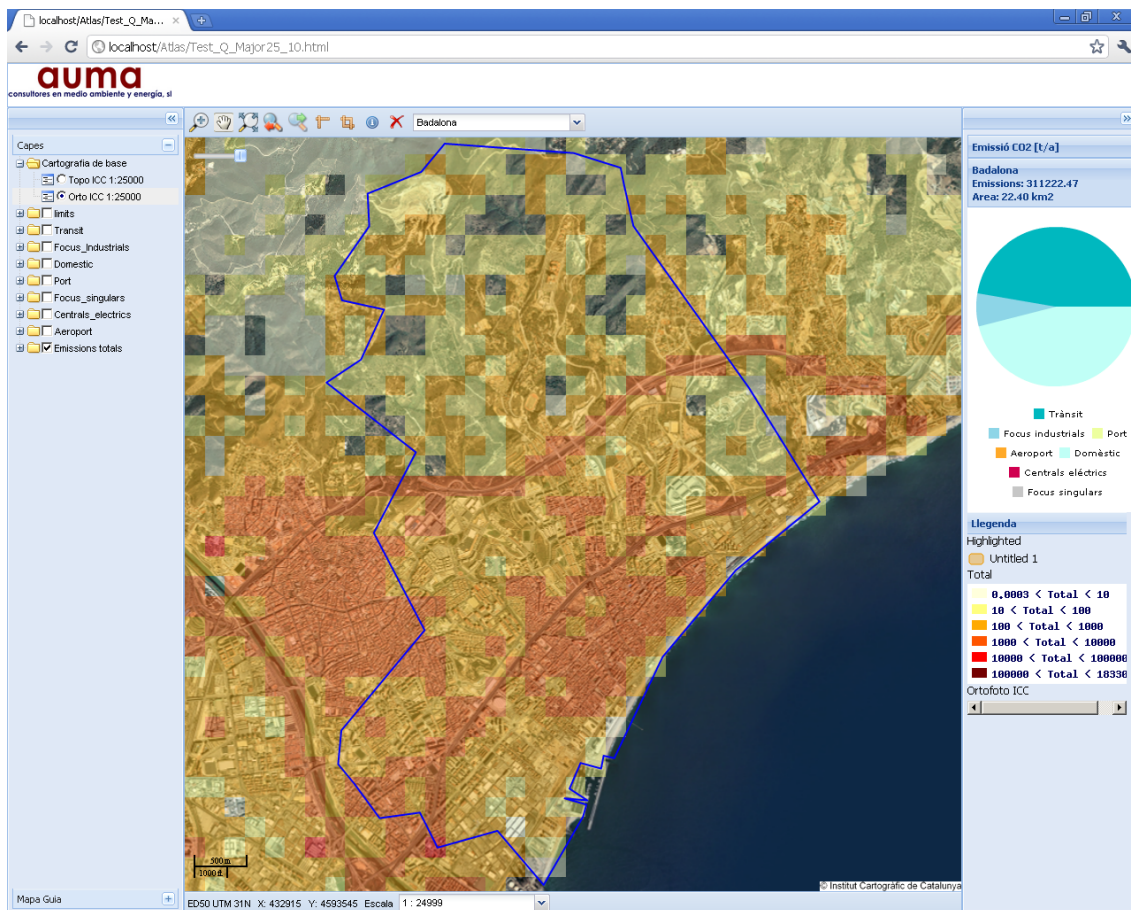 localhost/Atlas/Test_Q_Ma...
localhost/Atlas/Test_Q_Major25_10.html
auma
consultores en medio ambiente y energía, sl
Badalona
Capes
Cartografia de base
Topo ICC 1:25000
Orto ICC 1:25000
limits
Transit
Focus_Industrials
Domestic
Port
Focus_singulars
Centrals_electrics
Aeroport
Emissions totals
Mapa Guia
500 m
1000 ft
© Institut Cartogràfic de Catalunya
ED50 UTM 31N X: 432915 Y: 4593545 Escala 1 : 24999
Emissió CO2 [t/a]
Badalona
Emissions: 311222.47
Area: 22.40 km2
Trànsit
Focus industrials Port
Aeroport Domèstic
Centrals eléctrics
Focus singulars
Llegenda
Highlighted
Untitled 1
Total
0.0003 < Total < 10
10 < Total < 100
100 < Total < 1000
1000 < Total < 10000
10000 < Total < 100000
100000 < Total < 18330
Ortofoto ICC